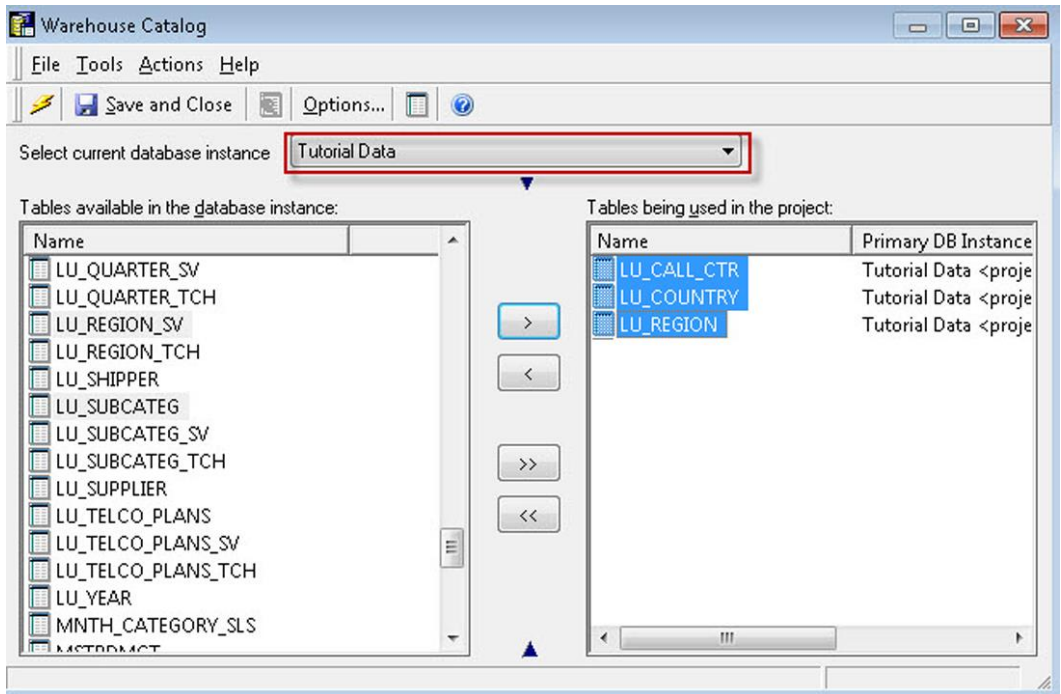 Warehouse Catalog
File Tools Actions Help
Save and Close Options...
Select current database instance Tutorial Data
Tables available in the database instance:
Name
LU_QUARTER_SV
LU_QUARTER_TCH
LU_REGION_SV
LU_REGION_TCH
LU_SHIPPER
LU_SUBCATEG
LU_SUBCATEG_SV
LU_SUBCATEG_TCH
LU_SUPPLIER
LU_TELCO_PLANS
LU_TELCO_PLANS_SV
LU_TELCO_PLANS_TCH
LU_YEAR
MNTH_CATEGORY_SLS
>
<
>>
<<
Tables being used in the project:
Name Primary DB Instance
LU_CALL_CTR Tutorial Data <proje
LU_COUNTRY Tutorial Data <proje
LU_REGION Tutorial Data <proje